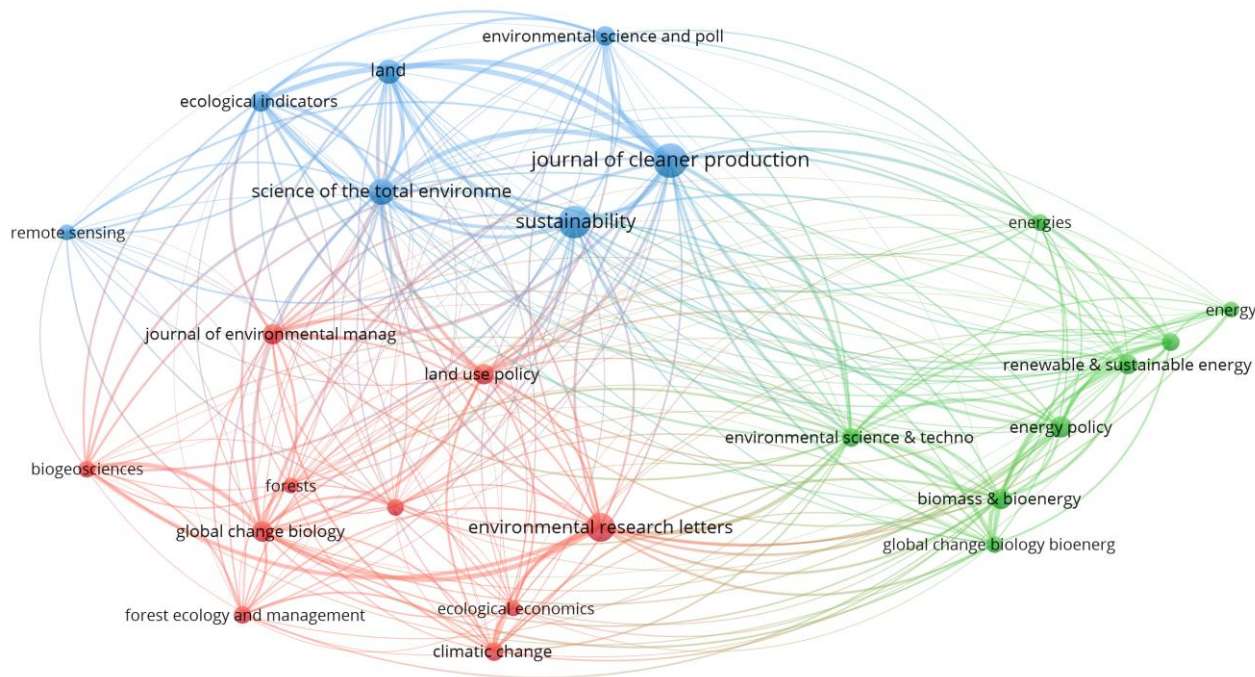 environmental science and poll
land
ecological indicators
journal of cleaner production
science of the total environme
sustainability
energies
remote sensing
energy
journal of environmental manag
renewable & sustainable energy
land use policy
energy policy
environmental science & techno
biogeosciences
forests
biomass & bioenergy
global change biology
environmental research letters
global change biology bioenerg
ecological economics
forest ecology and management
climatic change